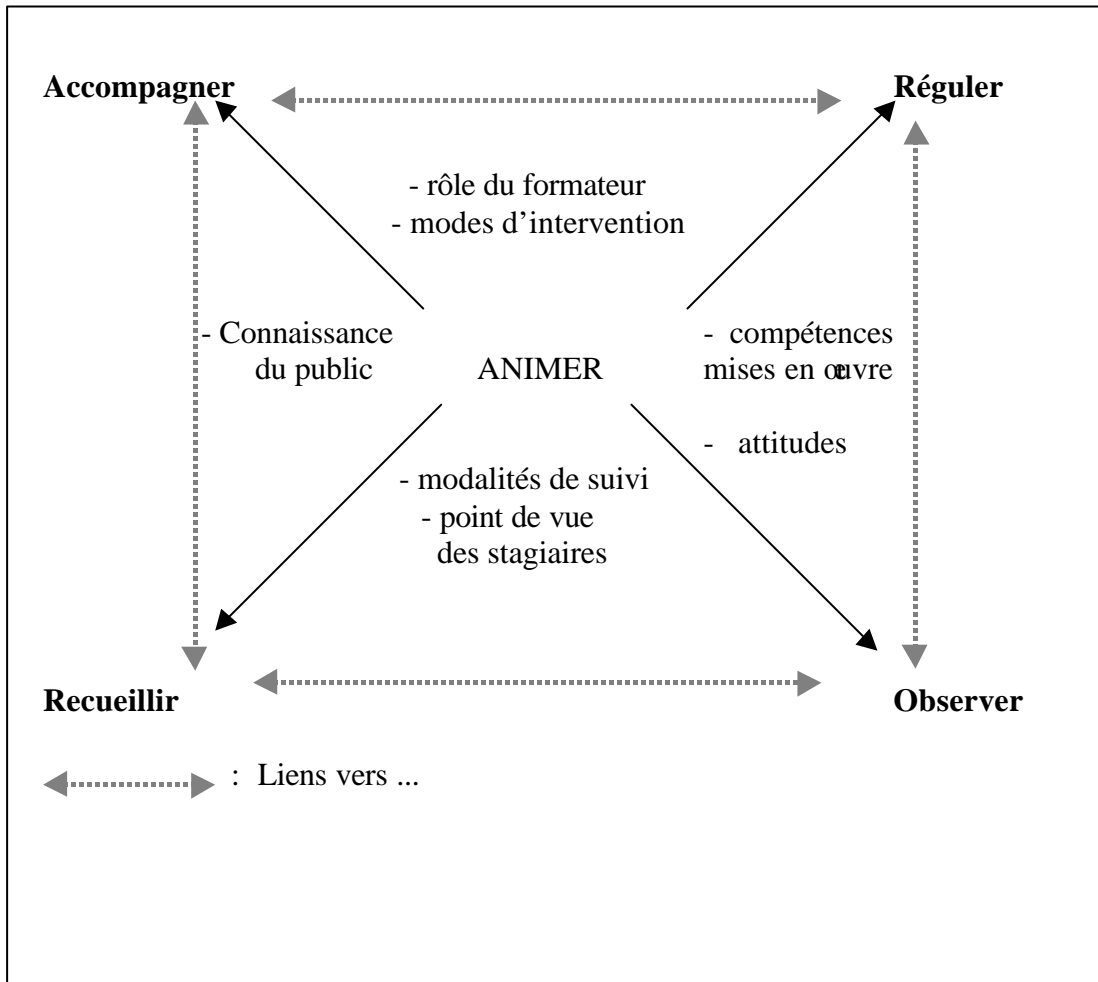 Accompagner
Réguler
- rôle du formateur
- modes d’intervention
- Connaissance
du public
ANIMER
- compétences
mises en œuvre
- attitudes
- modalités de suivi
- point de vue
des stagiaires
Recueillir
Observer
: Liens vers ...